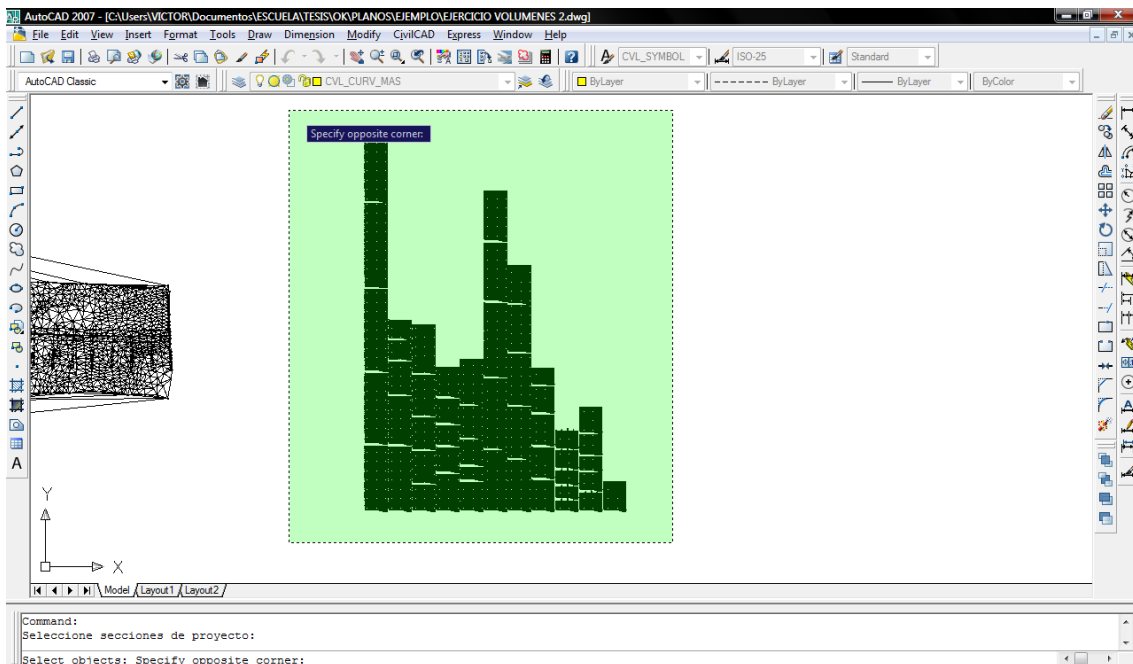 AutoCAD 2007 - [C:\Users\VICTOR\Documentos\ESCUELA\TESIS\OK\PLANOS\EJEMPLO\EJERCICIO VOLUMENES 2.dwg]
File Edit View Insert Format Tools Draw Dimension Modify CivilCAD Express Window Help
CVL_SYMBOL ISO-25 Standard
AutoCAD Classic CVL_CURV_MAS ByLayer ByLayer ByLayer ByColor
Specify opposite corner:
A
Y
X
Model Layout1 Layout2
Command:
Seleccione secciones de proyecto:
Select objects: Specify opposite corner: